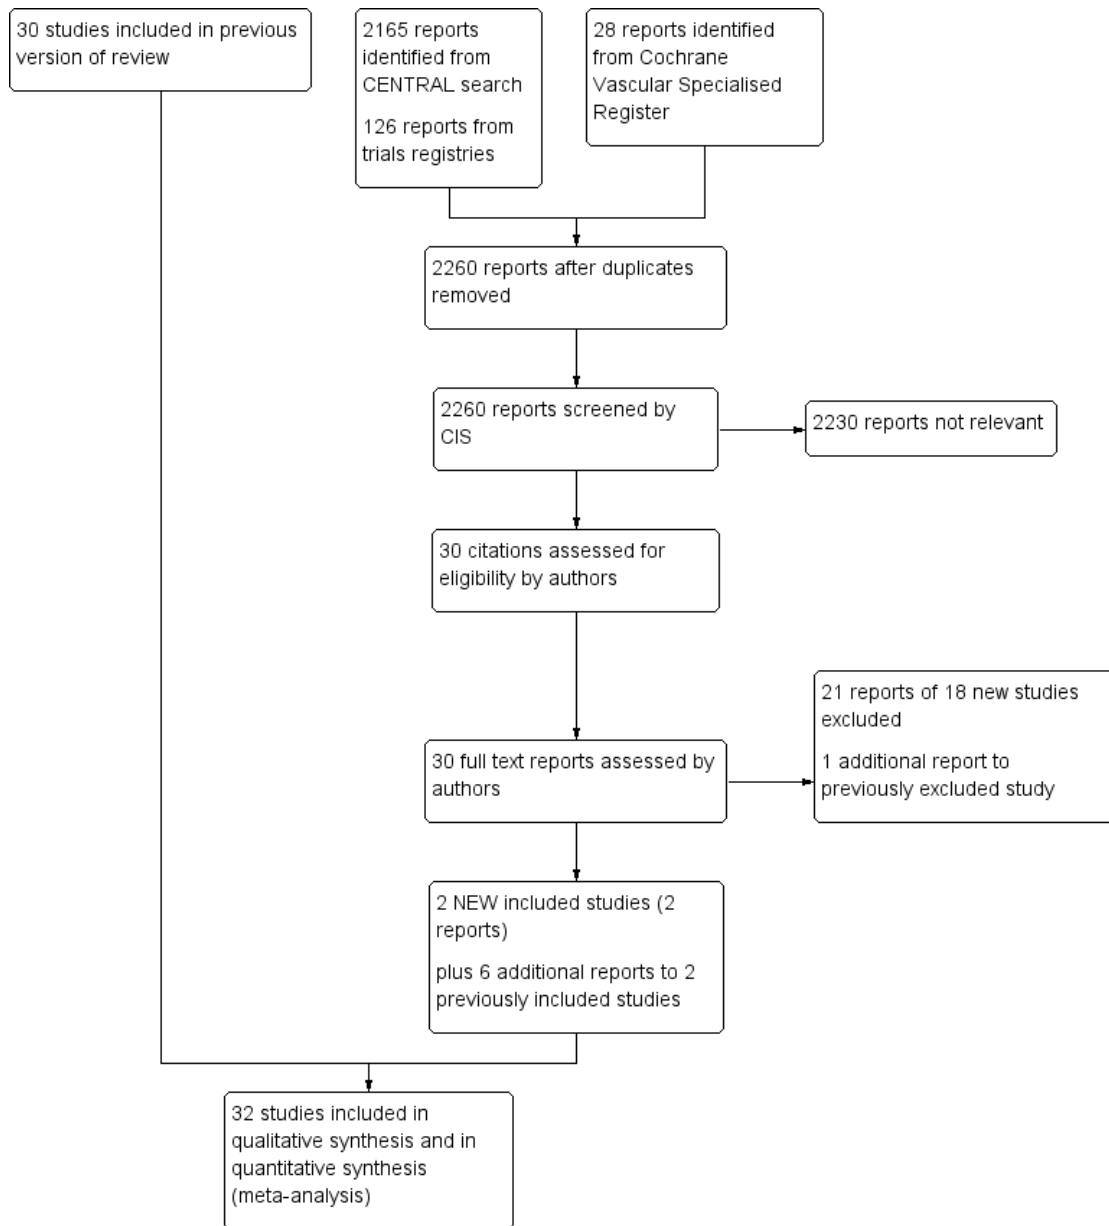 30 studies included in previous
version of review
2165 reports
identified from
CENTRAL search
126 reports from
trials registries
28 reports identified
from Cochrane
Vascular Specialised
Register
2260 reports after duplicates
removed
2260 reports screened by
CIS
2230 reports not relevant
30 citations assessed for
eligibility by authors
21 reports of 18 new studies
excluded
1 additional report to
previously excluded study
30 full text reports assessed by
authors
2 NEW included studies (2
reports)
plus 6 additional reports to 2
previously included studies
32 studies included in
qualitative synthesis and in
quantitative synthesis
(meta-analysis)